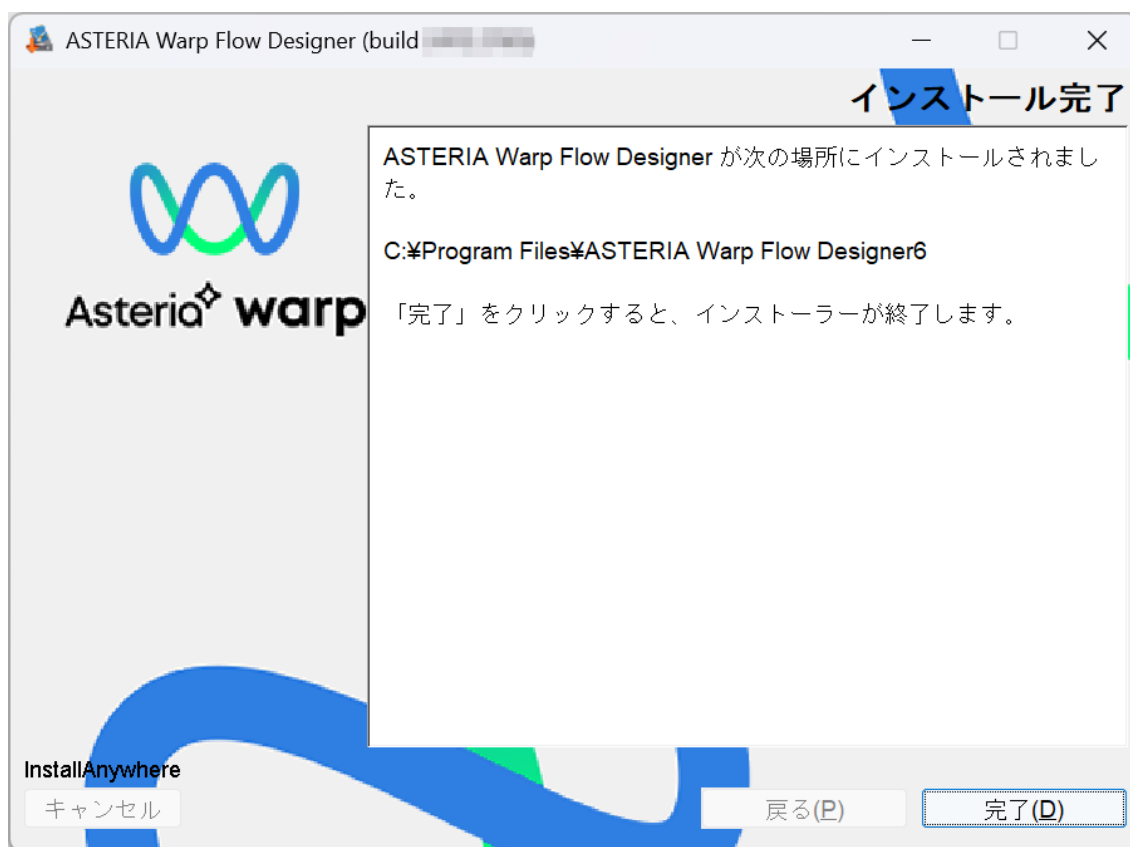 ASTERIA Warp Flow Designer (build
インストール完了
ASTERIA Warp Flow Designer が次の場所にインストールされまし
た。
C:¥Program Files¥ASTERIA Warp Flow Designer6
「完了」をクリックすると、インストーラーが終了します。
Asteria warp
InstallAnywhere
キャンセル
戻る(P)
完了(D)